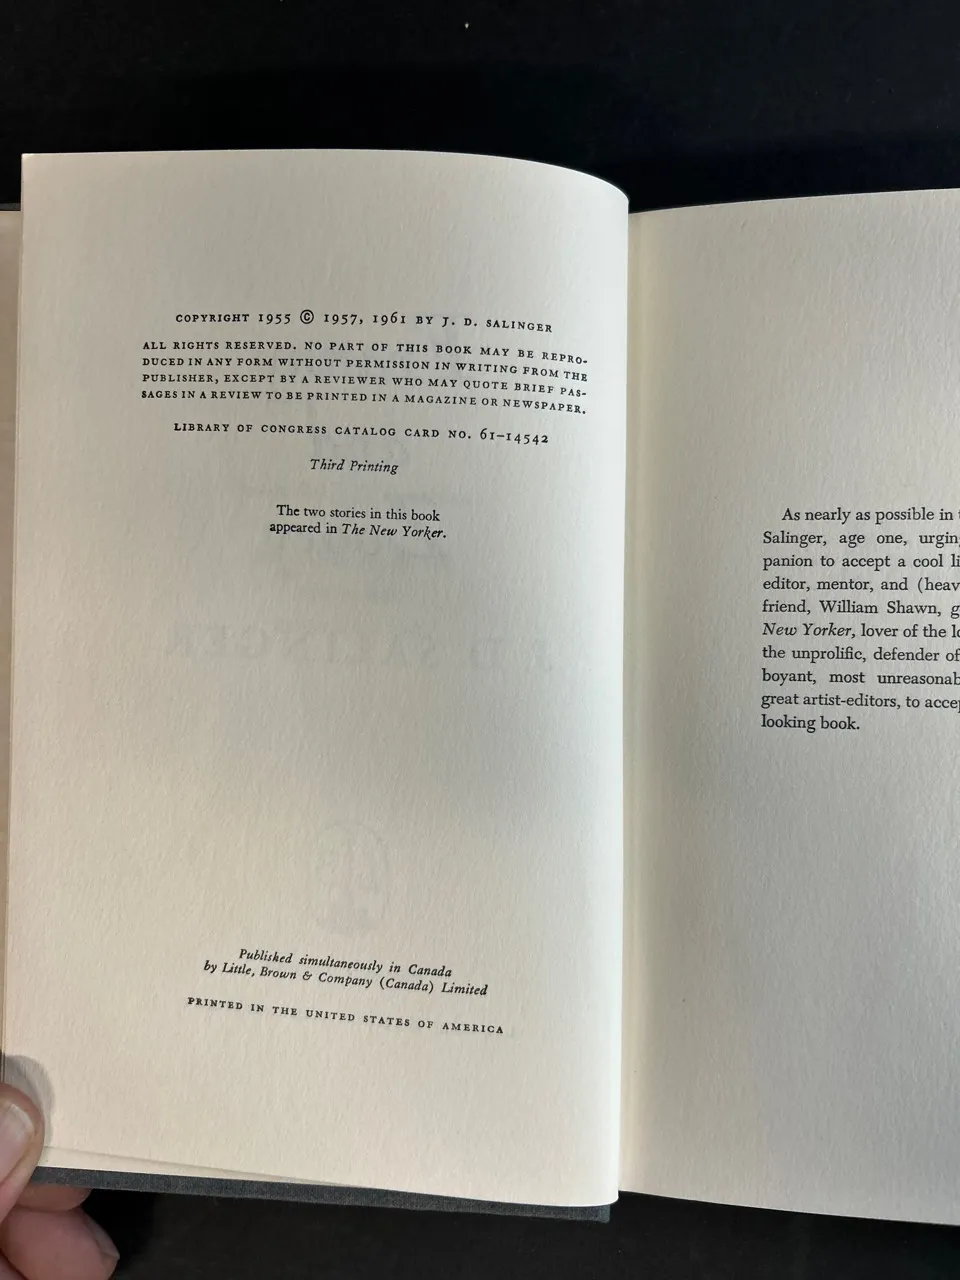 COPYRIGHT 1955 © 1957, 1961 BY J. D. SALINGER
ALL RIGHTS RESERVED. NO PART OF THIS BOOK MAY BE REPRO-
DUCED IN ANY FORM WITHOUT PERMISSION IN WRITING FROM THE
PUBLISHER, EXCEPT BY A REVIEWER WHO MAY QUOTE BRIEF PAS-
SAGES IN A REVIEW TO BE PRINTED IN A MAGAZINE OR NEWSPAPER.
LIBRARY OF CONGRESS CATALOG CARD NO. 61-14542
Third Printing
The two stories in this book
appeared in The New Yorker.
Published simultaneously in Canada
by Little, Brown & Company (Canada) Limited
PRINTED IN THE UNITED STATES OF AMERICA
As nearly as possible in
Salinger, age one,
panion to accept a cool
editor, mentor, and
friend, William Shawn,
New Yorker, lover of the
the unprolific, defender of
boyant, most
great artist-editors, to
looking book.